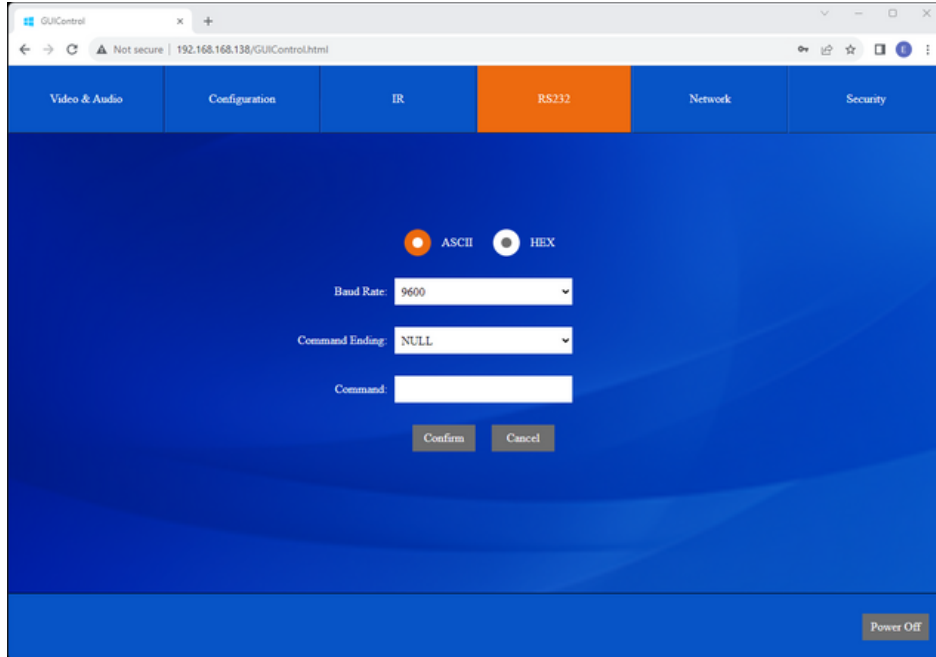 GUIControl
Not secure | 192.168.168.138/GUIControl.html
E
Video & Audio Configuration IR RS232 Network Security
ASCII HEX
Baud Rate: 9600
Command Ending: NULL
Command:
Confirm Cancel
Power Off